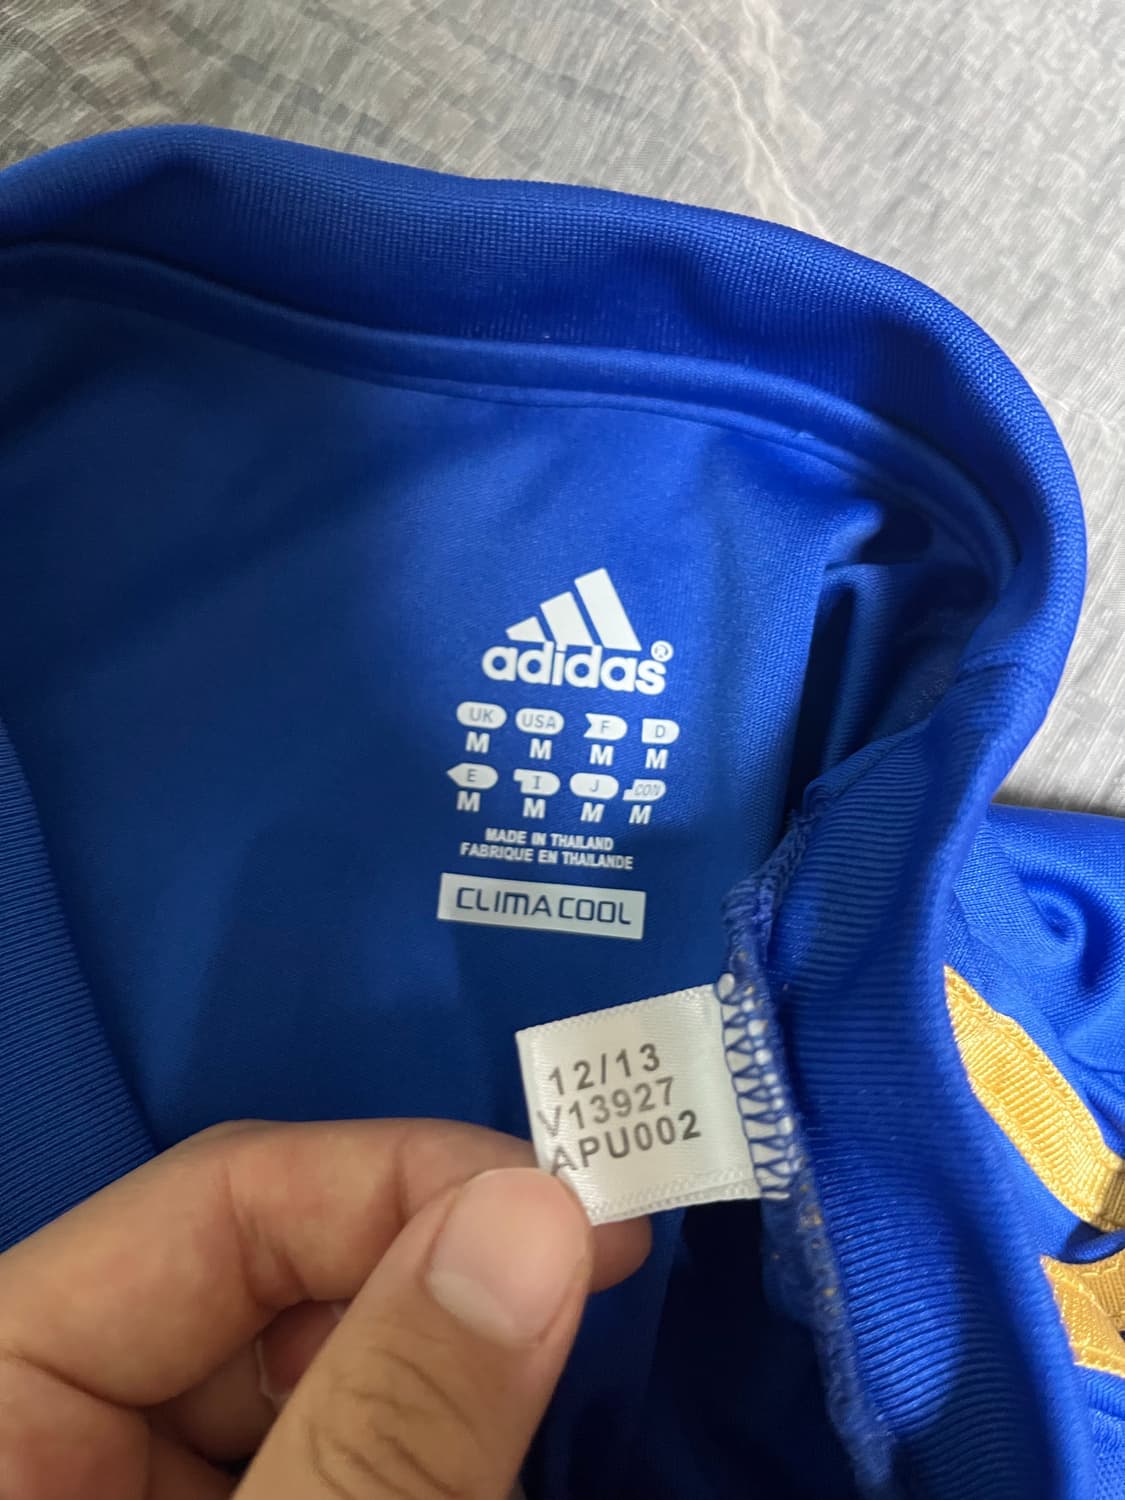 adidas®
UK USA F D
M M M M
E I J CON
M M M M
MADE IN THAILAND
FABRIQUE EN THAILANDE
CLIMACOOL
12/13
V13927
APU002